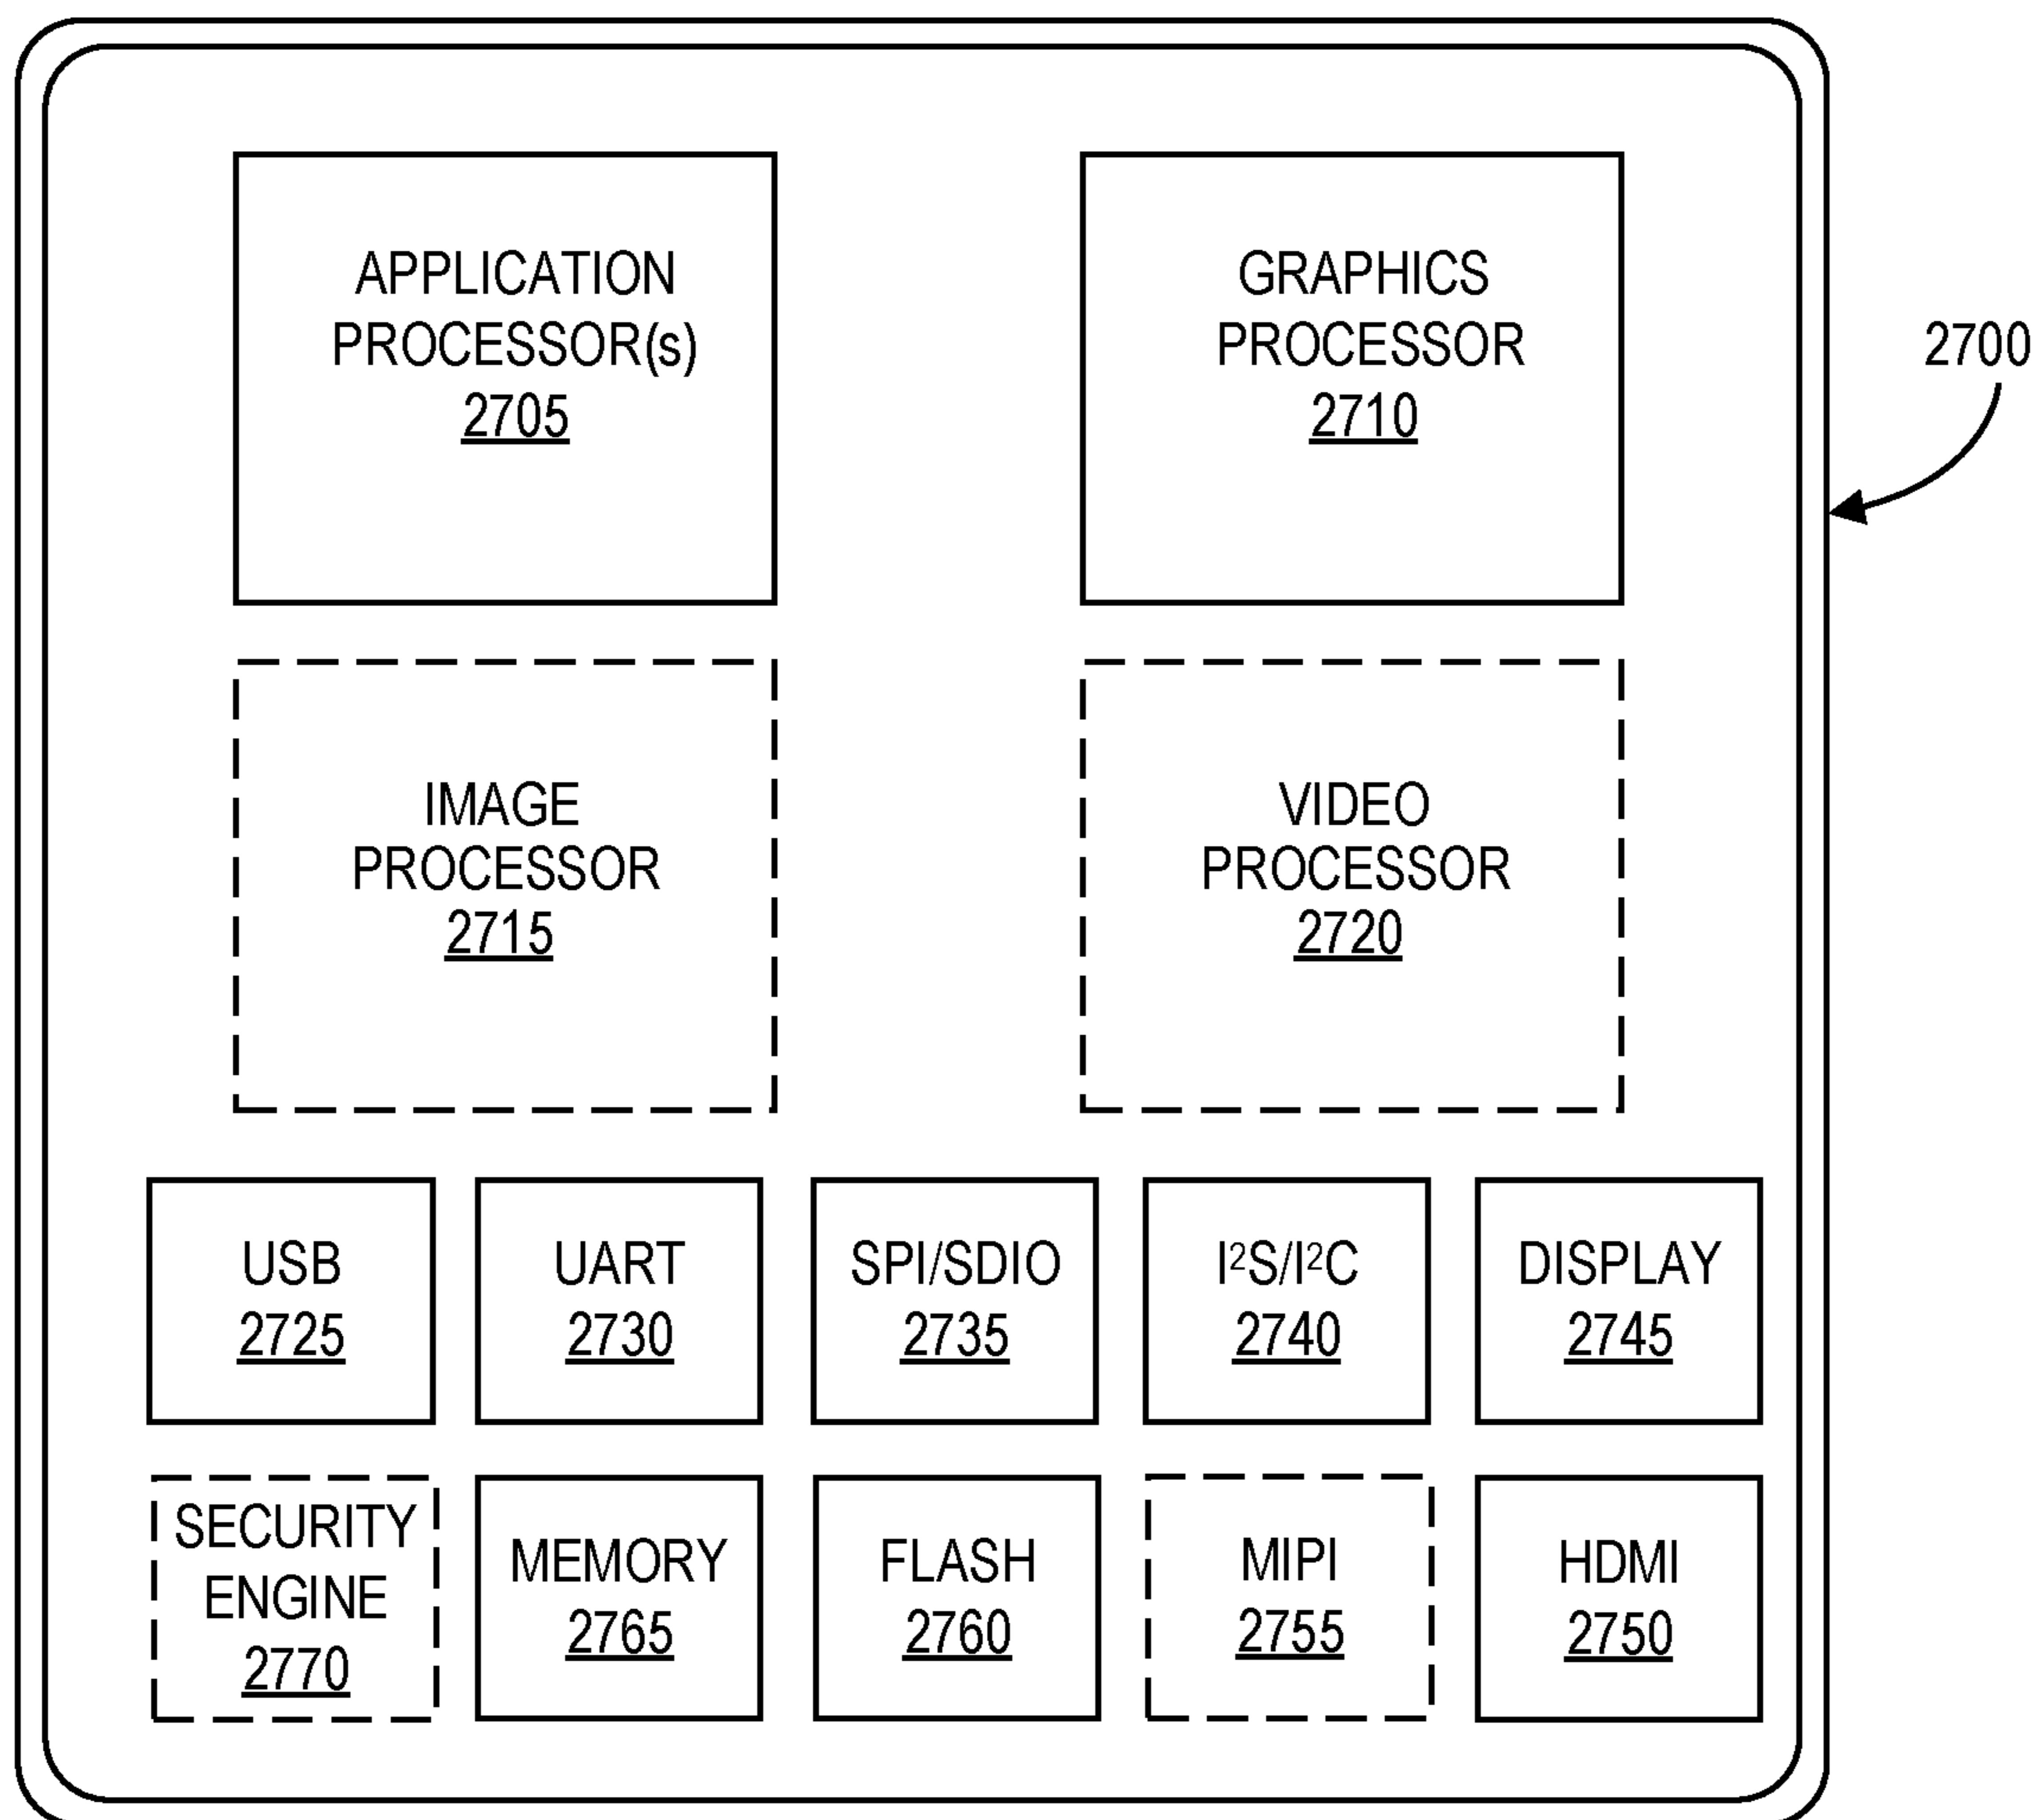 APPLICATION
PROCESSOR(s)
2705
GRAPHICS
PROCESSOR
2710
2700
IMAGE
PROCESSOR
2715
VIDEO
PROCESSOR
2720
USB
2725
UART
2730
SPI/SDIO
2735
I²S/I²C
2740
DISPLAY
2745
SECURITY
ENGINE
2770
MEMORY
2765
FLASH
2760
MIPI
2755
HDMI
2750